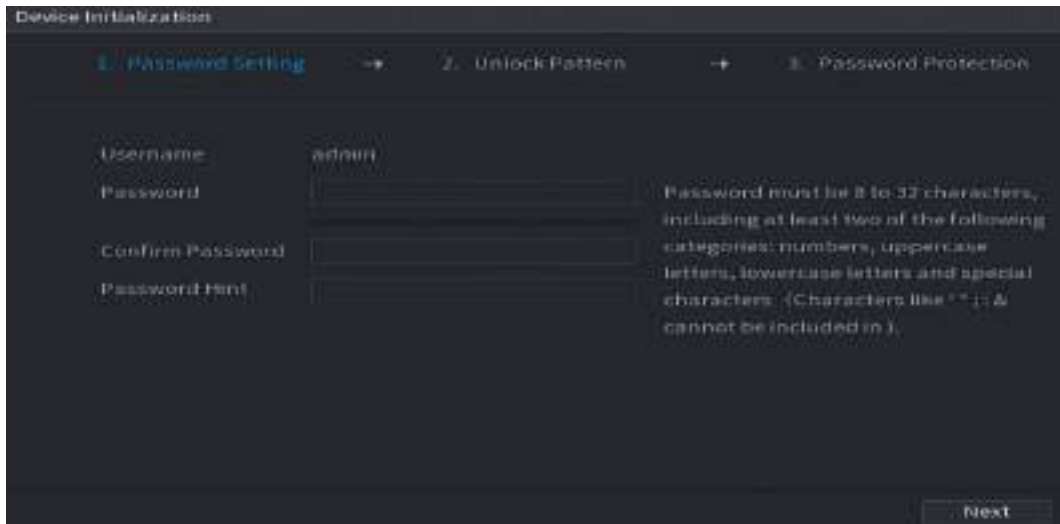 Device Initialization
1. Password Setting → 2. Unlock Pattern → 3. Password Protection
Username admin
Password
Password must be 8 to 32 characters,
including at least two of the following
Confirm Password
categories: numbers, uppercase
letters, lowercase letters and special
Password Hint
characters (Characters like ' " ; : &
cannot be included in ).
Next